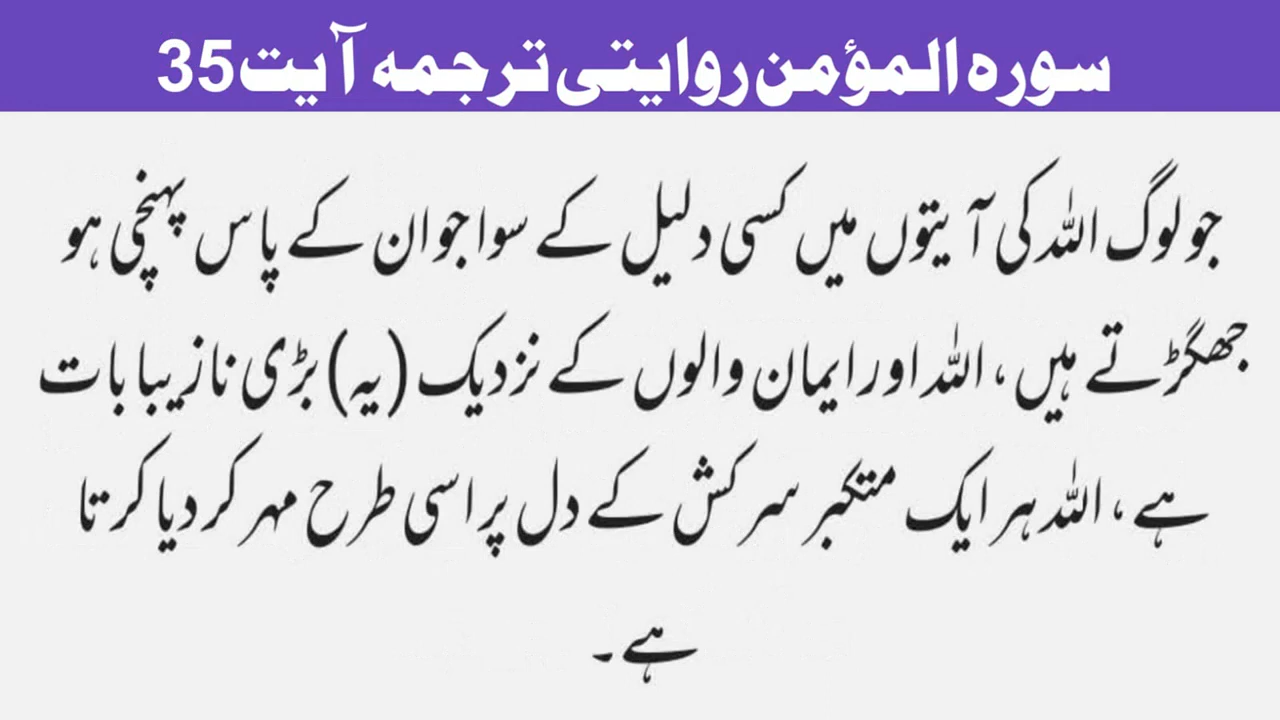 سورہ المؤمن روایتی ترجمہ آیت35
جو لوگ اللہ کی آیتوں میں کسی دلیل کے سوا جو ان کے پاس پہنچی ہو
جھگڑتے ہیں، اللہ اور ایمان والوں کے نزدیک (یہ) بڑی نازیبا بات
ہے، اللہ ہر ایک متکبر سرکش کے دل پر اسی طرح مہر کر دیا کرتا
ہے۔